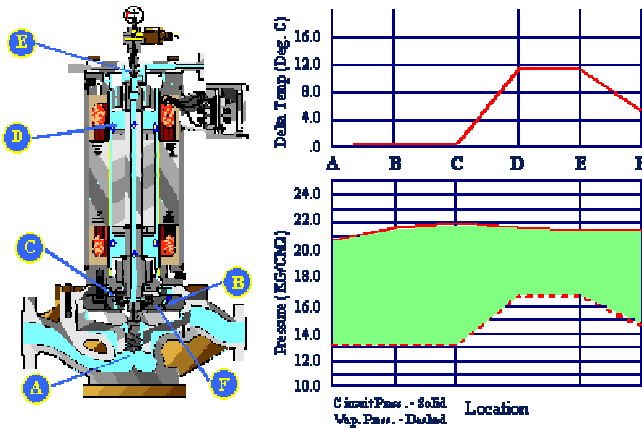 E
D
C
B
A
F
Delta Temp (Deg. C)
16.0
12.0
8.0
4.0
.0
A B C D E F
Pressure (KG/CM2)
24.0
22.0
20.0
18.0
16.0
14.0
12.0
10.0
Circuit Press. - Solid
Vap. Press. - Dashed
Location